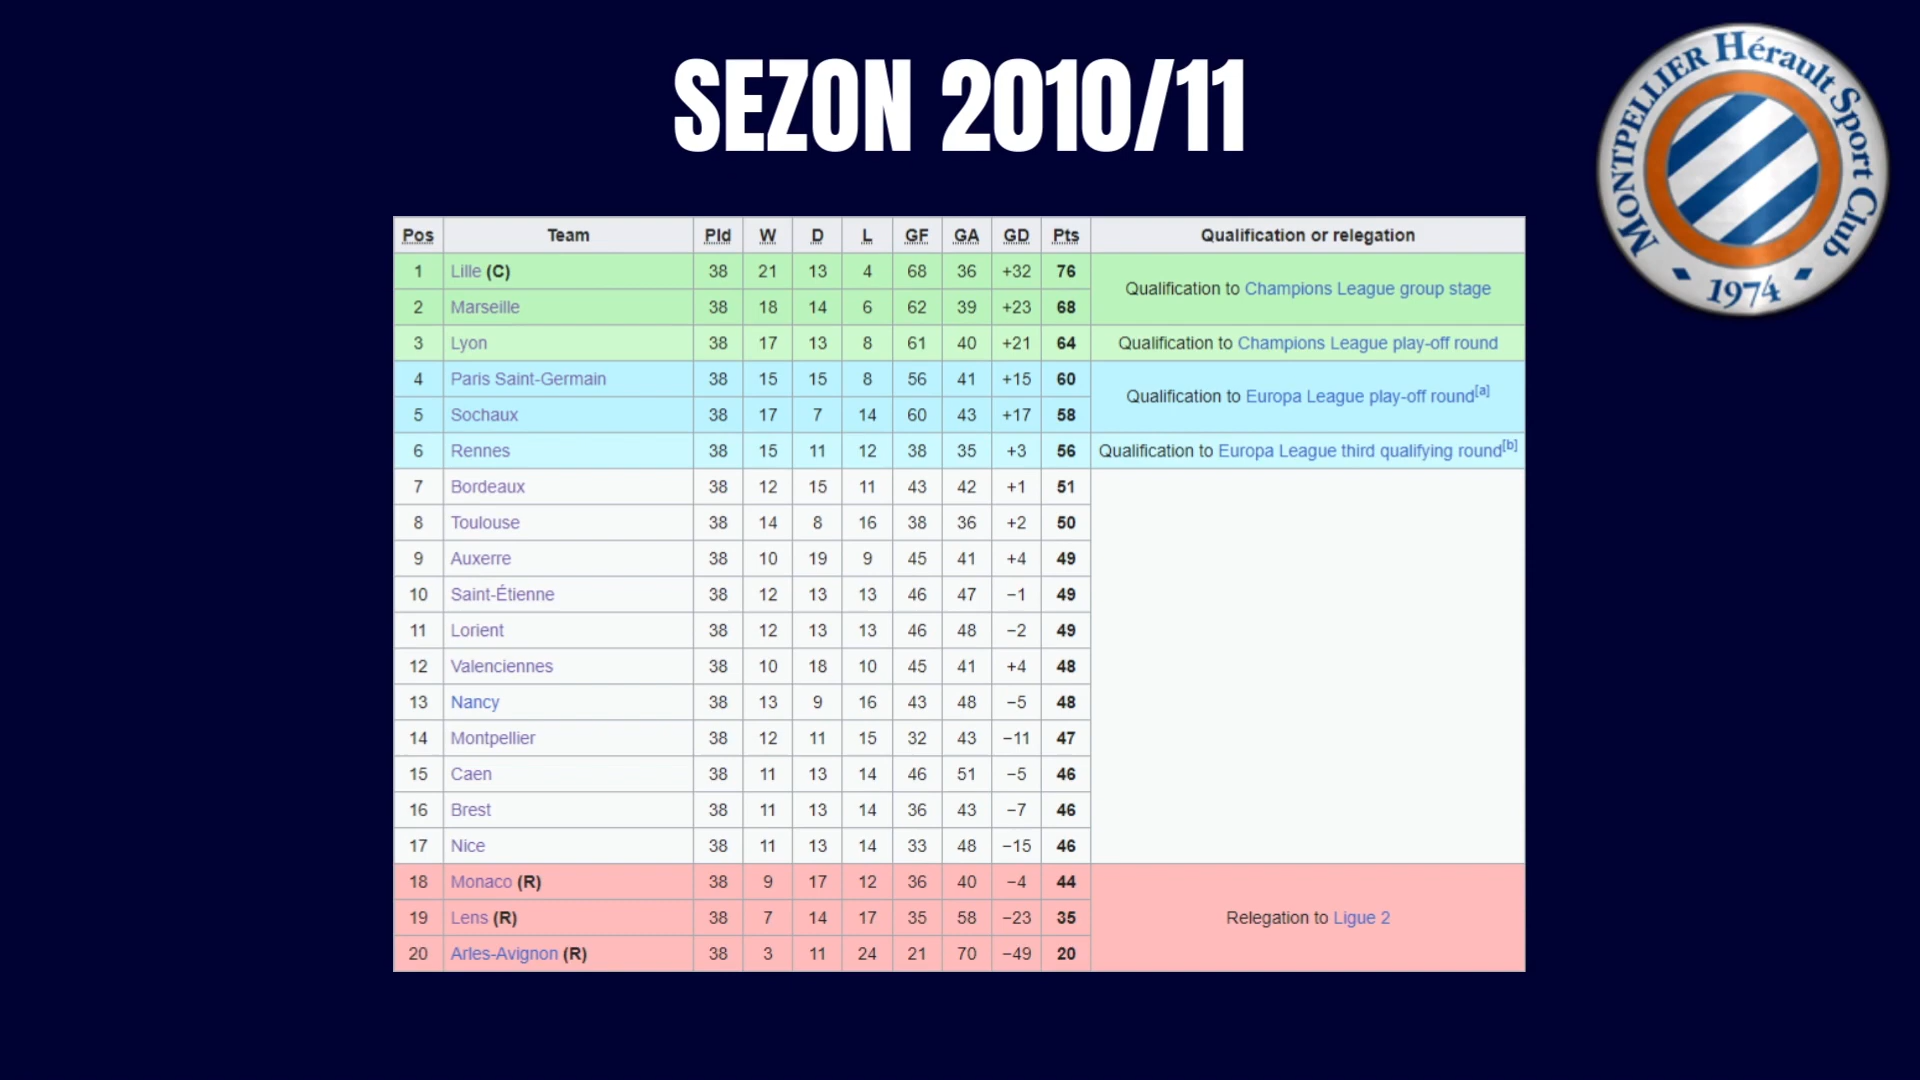 SEZON 2010/11
MONTPELLIER Hérault Sport Club
1974
Pos Team Pld W D L GF GA GD Pts Qualification or relegation
1 Lille (C) 38 21 13 4 68 36 +32 76 Qualification to Champions League group stage
2 Marseille 38 18 14 6 62 39 +23 68
3 Lyon 38 17 13 8 61 40 +21 64 Qualification to Champions League play-off round
4 Paris Saint-Germain 38 15 15 8 56 41 +15 60 Qualification to Europa League play-off round[a]
5 Sochaux 38 17 7 14 60 43 +17 58
6 Rennes 38 15 11 12 38 35 +3 56 Qualification to Europa League third qualifying round[b]
7 Bordeaux 38 12 15 11 43 42 +1 51
8 Toulouse 38 14 8 16 38 36 +2 50
9 Auxerre 38 10 19 9 45 41 +4 49
10 Saint-Étienne 38 12 13 13 46 47 −1 49
11 Lorient 38 12 13 13 46 48 −2 49
12 Valenciennes 38 10 18 10 45 41 +4 48
13 Nancy 38 13 9 16 43 48 −5 48
14 Montpellier 38 12 11 15 32 43 −11 47
15 Caen 38 11 13 14 46 51 −5 46
16 Brest 38 11 13 14 36 43 −7 46
17 Nice 38 11 13 14 33 48 −15 46
18 Monaco (R) 38 9 17 12 36 40 −4 44
19 Lens (R) 38 7 14 17 35 58 −23 35 Relegation to Ligue 2
20 Arles-Avignon (R) 38 3 11 24 21 70 −49 20